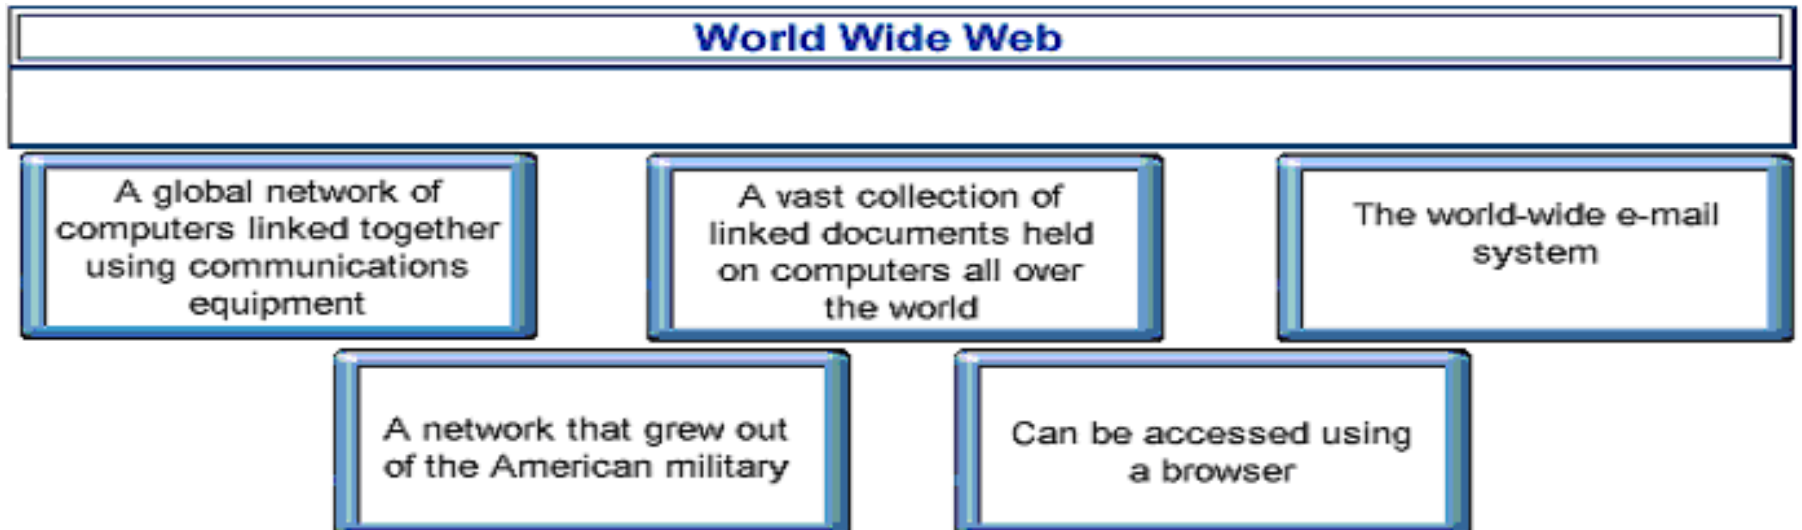 World Wide Web
A global network of
computers linked together
using communications
equipment
A vast collection of
linked documents held
on computers all over
the world
The world-wide e-mail
system
A network that grew out
of the American military
Can be accessed using
a browser